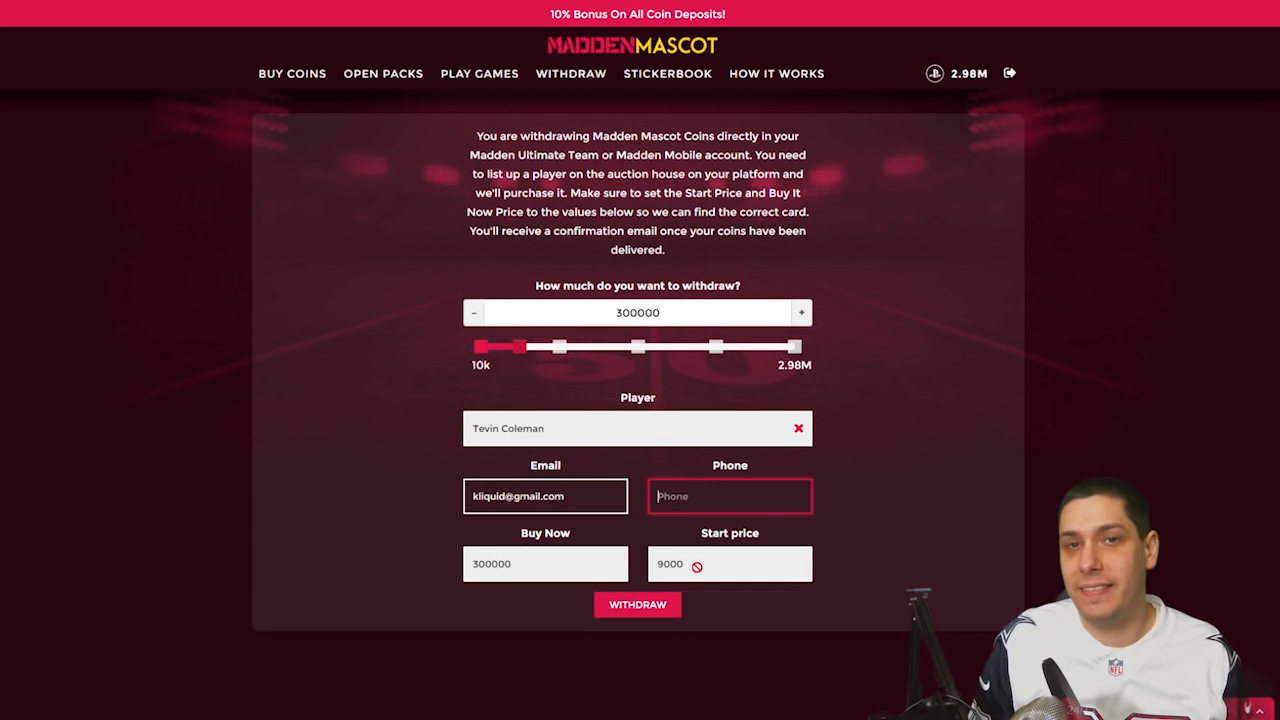 10% Bonus On All Coin Deposits!
MADDENMASCOT
BUY COINS OPEN PACKS PLAY GAMES WITHDRAW STICKERBOOK HOW IT WORKS 2.98M
You are withdrawing Madden Mascot Coins directly in your
Madden Ultimate Team or Madden Mobile account. You need
to list up a player on the auction house on your platform and
we'll purchase it. Make sure to set the Start Price and Buy It
Now Price to the values below so we can find the correct card.
You'll receive a confirmation email once your coins have been
delivered.
How much do you want to withdraw?
- 300000 +
10k 2.98M
Player
Tevin Coleman
Email Phone
kliquid@gmail.com Phone
Buy Now Start price
300000 9000
WITHDRAW
NFL